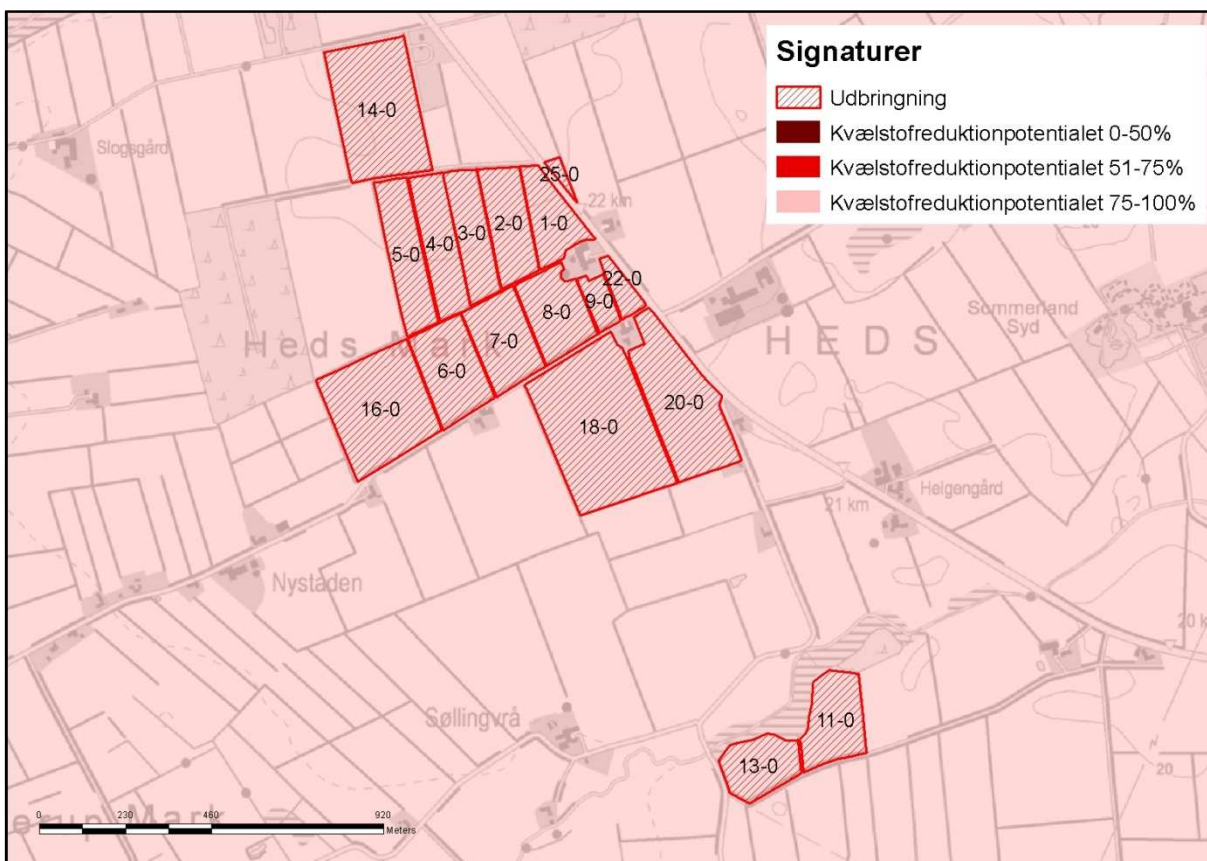 Signaturer
Udbringning
Kvælstofreduktionpotentialet 0-50%
Kvælstofreduktionpotentialet 51-75%
Kvælstofreduktionpotentialet 75-100%
14-0
Slogsgård
25-0
22 km
5-0
4-0
3-0
2-0
1-0
22-0
9-0
8-0
7-0
6-0
16-0
Heds Mark
HEDS
Sommerland
Syd
18-0
20-0
Helgengård
21 km
Nystaden
20 k
11-0
13-0
Søllingvrå
20
erup Mark
0
230
460
920
Meters